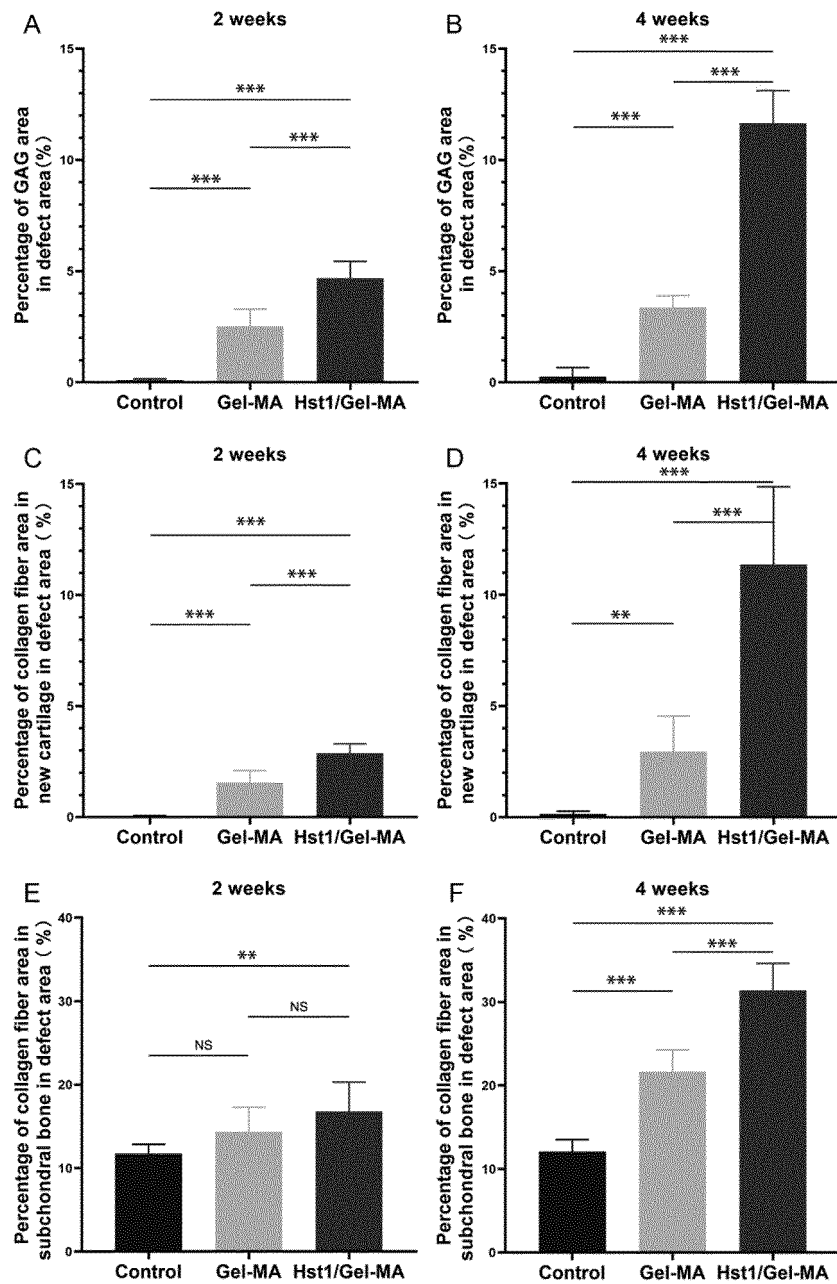 A
2 weeks
Percentage of GAG area
in defect area(%)
15
10
5
0
***
***
***
Control
Gel-MA
Hst1/Gel-MA
B
4 weeks
Percentage of GAG area
in defect area(%)
15
10
5
0
***
***
***
Control
Gel-MA
Hst1/Gel-MA
C
2 weeks
Percentage of collagen fiber area in
new cartilage in defect area ( %)
15
10
5
0
***
***
***
Control
Gel-MA
Hst1/Gel-MA
D
4 weeks
Percentage of collagen fiber area in
new cartilage in defect area ( %)
15
10
5
0
***
***
**
Control
Gel-MA
Hst1/Gel-MA
E
2 weeks
Percentage of collagen fiber area in
subchondral bone in defect area ( %)
40
30
20
10
0
**
NS
NS
Control
Gel-MA
Hst1/Gel-MA
F
4 weeks
Percentage of collagen fiber area in
subchondral bone in defect area ( %)
40
30
20
10
0
***
***
***
Control
Gel-MA
Hst1/Gel-MA